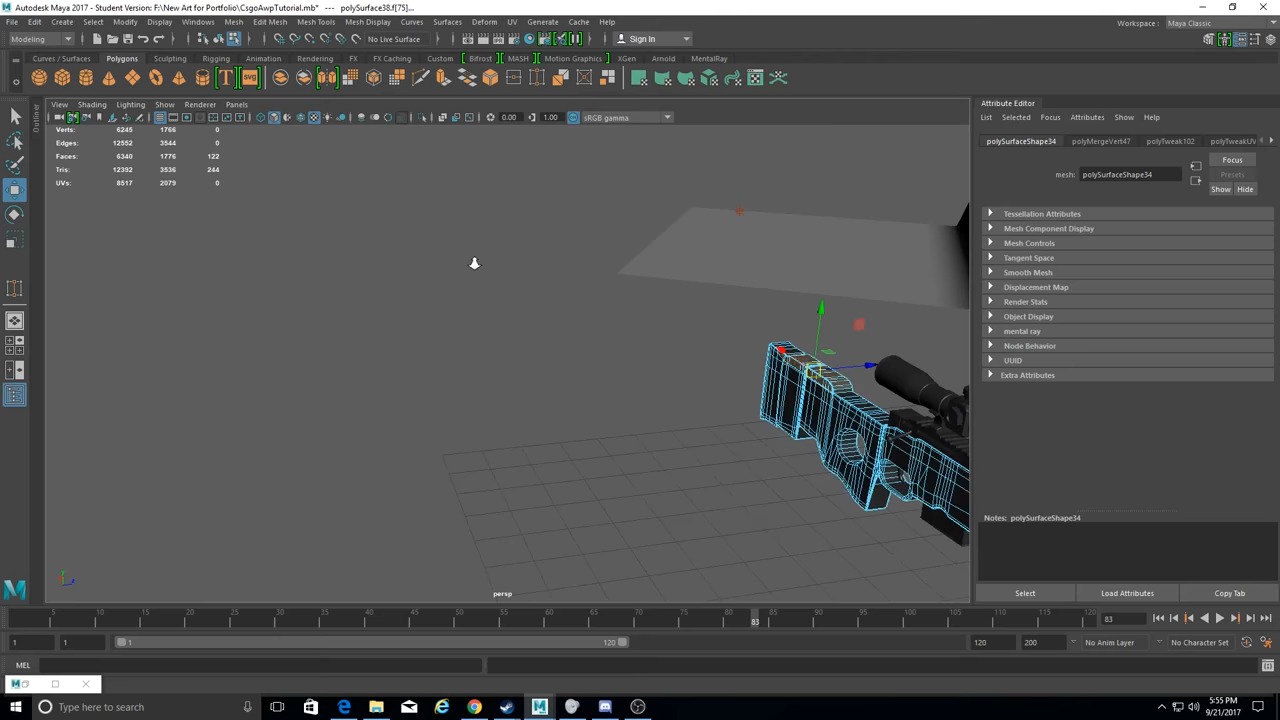 Autodesk Maya 2017 - Student Version: F:\New Art for Portfolio\CsgoAwpTutorial.mb* --- polySurface38.f[75]...
File Edit Create Select Modify Display Windows Mesh Edit Mesh Mesh Tools Mesh Display Curves Surfaces Deform UV Generate Cache Help
Workspace : Maya Classic
Modeling
No Live Surface
Sign In
Curves / Surfaces Polygons Sculpting Rigging Animation Rendering FX FX Caching Custom Bifrost MASH Motion Graphics XGen Arnold MentalRay
T svg
View Shading Lighting Show Renderer Panels
0.00 1.00 sRGB gamma
Verts: 6245 1766 0
Edges: 12552 3544 0
Faces: 6340 1776 122
Tris: 12392 3536 244
UVs: 8517 2079 0
persp
Outliner
Attribute Editor
List Selected Focus Attributes Show Help
polySurfaceShape34 polyMergeVert47 polyTweak102 polyTweakUV
mesh: polySurfaceShape34
Focus
Presets
Show Hide
Tessellation Attributes
Mesh Component Display
Mesh Controls
Tangent Space
Smooth Mesh
Displacement Map
Render Stats
Object Display
mental ray
Node Behavior
UUID
Extra Attributes
Notes: polySurfaceShape34
Select Load Attributes Copy Tab
5 10 15 20 25 30 35 40 45 50 55 60 65 70 75 80 83 85 90 95 100 105 110 115 120
83
1 1 1 120 120 200 No Anim Layer No Character Set
MEL
Type here to search
5:55 PM
9/21/2017